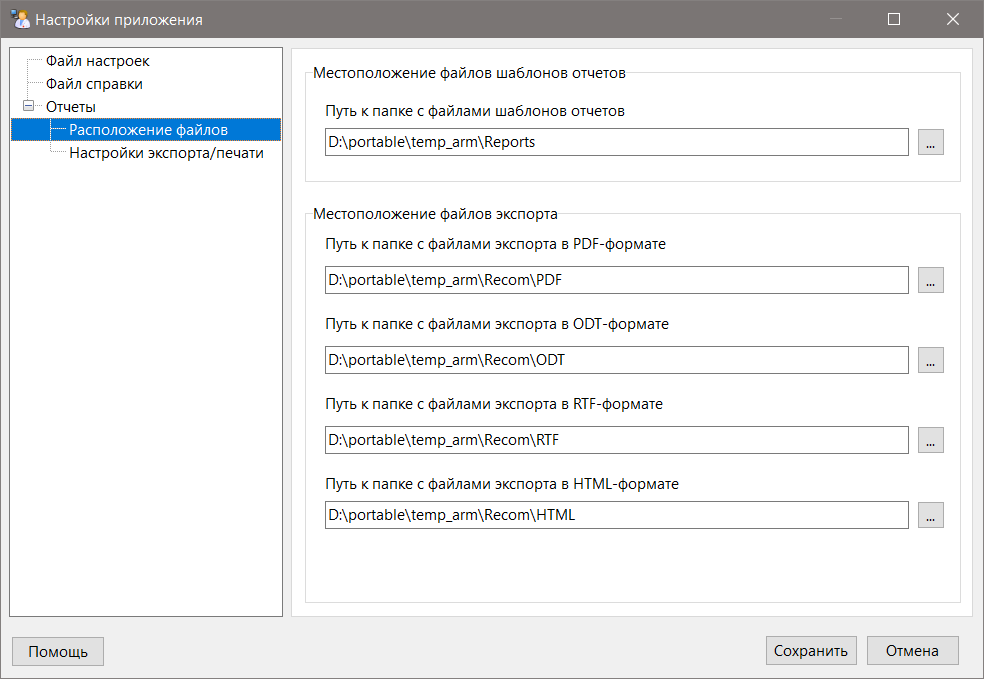 Настройки приложения
Файл настроек
Файл справки
Отчеты
Расположение файлов
Настройки экспорта/печати
Местоположение файлов шаблонов отчетов
Путь к папке с файлами шаблонов отчетов
D:\portable\temp_arm\Reports
...
Местоположение файлов экспорта
Путь к папке с файлами экспорта в PDF-формате
D:\portable\temp_arm\Recom\PDF
...
Путь к папке с файлами экспорта в ODT-формате
D:\portable\temp_arm\Recom\ODT
...
Путь к папке с файлами экспорта в RTF-формате
D:\portable\temp_arm\Recom\RTF
...
Путь к папке с файлами экспорта в HTML-формате
D:\portable\temp_arm\Recom\HTML
...
Помощь
Сохранить
Отмена